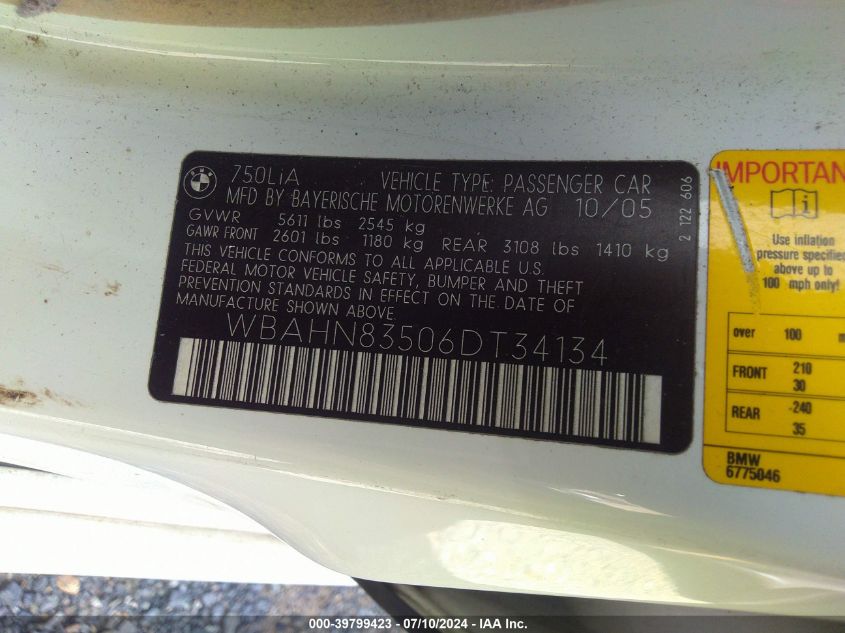 BMW
750LiA VEHICLE TYPE: PASSENGER CAR
MFD BY BAYERISCHE MOTORENWERKE AG 10/05
GVWR 5611 lbs 2545 kg
GAWR FRONT 2601 lbs 1180 kg REAR 3108 lbs 1410 kg
THIS VEHICLE CONFORMS TO ALL APPLICABLE U.S.
FEDERAL MOTOR VEHICLE SAFETY, BUMPER AND THEFT
PREVENTION STANDARDS IN EFFECT ON THE DATE OF
MANUFACTURE SHOWN ABOVE.
WBAHN83506DT34134
2 122 606
IMPORTAN
i
Use inflation
pressure specified
above up to
100 mph only!
over 100 m
FRONT 210
30
REAR 240
35
BMW
6775046
000-39799423 - 07/10/2024 - IAA Inc.